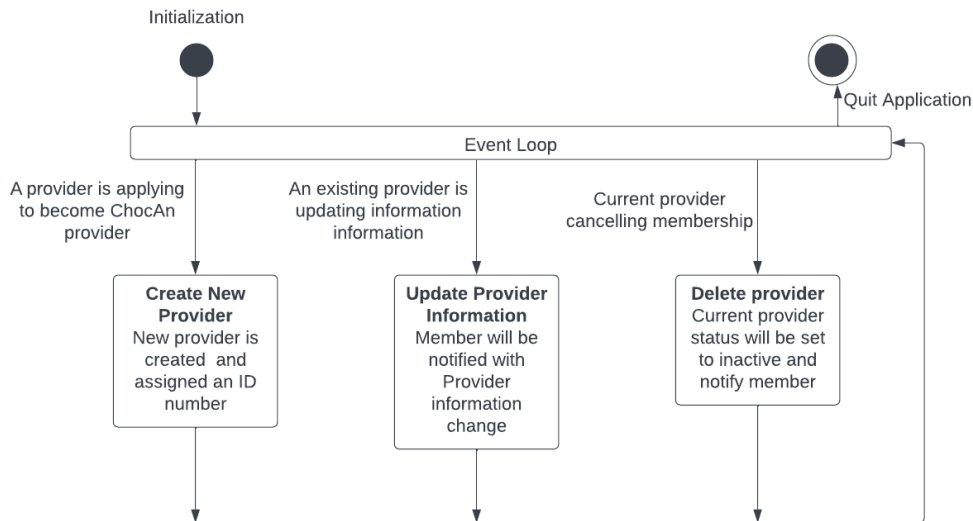 Initialization
Quit Application
Event Loop
A provider is applying
to become ChocAn
provider
An existing provider is
updating information
information
Current provider
cancelling membership
Create New
Provider
New provider is
created and
assigned an ID
number
Update Provider
Information
Member will be
notified with
Provider
information
change
Delete provider
Current provider
status will be set
to inactive and
notify member